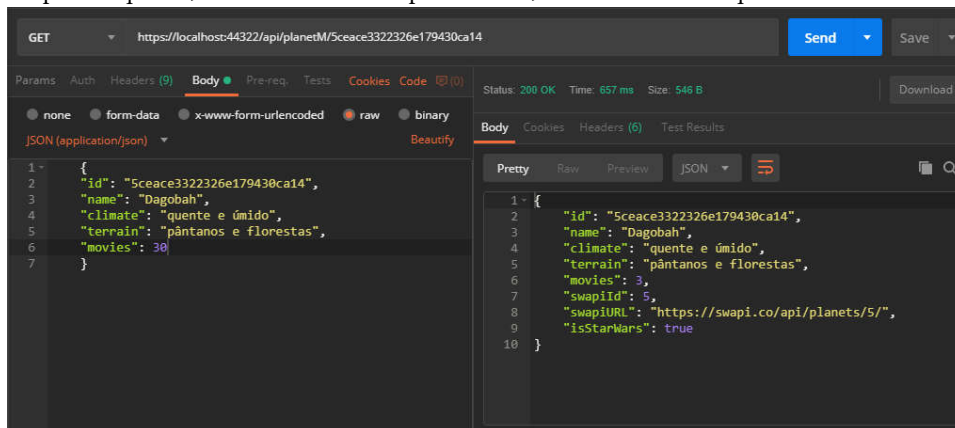 GET https://localhost:44322/api/planetM/5ceace3322326e179430ca14 Send Save
Params Auth Headers (9) Body Pre-req. Tests Cookies Code (0)
none form-data x-www-form-urlencoded raw binary
JSON (application/json) Beautify
1 {
2 "id": "5ceace3322326e179430ca14",
3 "name": "Dagobah",
4 "climate": "quente e úmido",
5 "terrain": "pântanos e florestas",
6 "movies": 30
7 }
Status: 200 OK Time: 657 ms Size: 546 B Download
Body Cookies Headers (6) Test Results
Pretty Raw Preview JSON
1 {
2 "id": "5ceace3322326e179430ca14",
3 "name": "Dagobah",
4 "climate": "quente e úmido",
5 "terrain": "pântanos e florestas",
6 "movies": 3,
7 "swapiId": 5,
8 "swapiURL": "https://swapi.co/api/planets/5/",
9 "isStarWars": true
10 }